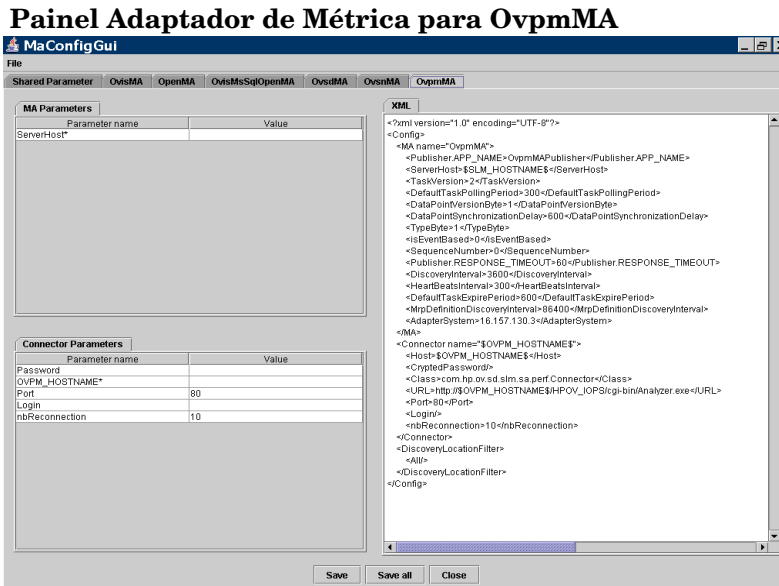 Painel Adaptador de Métrica para OvpmMA
MaConfigGui
File
Shared Parameter OvisMA OpenMA OvisMsSqlOpenMA OvsdMA OvsnMA OvpmMA
MA Parameters
Parameter name Value
ServerHost*
Connector Parameters
Parameter name Value
Password
OVPM_HOSTNAME*
Port 80
Login
nbReconnection 10
XML
<?xml version="1.0" encoding="UTF-8"?>
<Config>
<MA name="OvpmMA">
<Publisher.APP_NAME>OvpmMAPublisher</Publisher.APP_NAME>
<ServerHost>$SLM_HOSTNAME$</ServerHost>
<TaskVersion>2</TaskVersion>
<DefaultTaskPollingPeriod>300</DefaultTaskPollingPeriod>
<DataPointVersionByte>1</DataPointVersionByte>
<DataPointSynchronizationDelay>600</DataPointSynchronizationDelay>
<TypeByte>1</TypeByte>
<isEventBased>0</isEventBased>
<SequenceNumber>0</SequenceNumber>
<Publisher.RESPONSE_TIMEOUT>60</Publisher.RESPONSE_TIMEOUT>
<DiscoveryInterval>3600</DiscoveryInterval>
<HeartBeatsInterval>300</HeartBeatsInterval>
<DefaultTaskExpirePeriod>600</DefaultTaskExpirePeriod>
<MrpDefinitionDiscoveryInterval>86400</MrpDefinitionDiscoveryInterval>
<AdapterSystem>16.157.130.3</AdapterSystem>
</MA>
<Connector name="$OVPM_HOSTNAME$">
<Host>$OVPM_HOSTNAME$</Host>
<CryptedPassword/>
<Class>com.hp.ov.sd.slm.sa.perf.Connector</Class>
<URL>http://$OVPM_HOSTNAME$/HPOV_IOPS/cgi-bin/Analyzer.exe</URL>
<Port>80</Port>
<Login/>
<nbReconnection>10</nbReconnection>
</Connector>
<DiscoveryLocationFilter>
<All/>
</DiscoveryLocationFilter>
</Config>
Save Save all Close